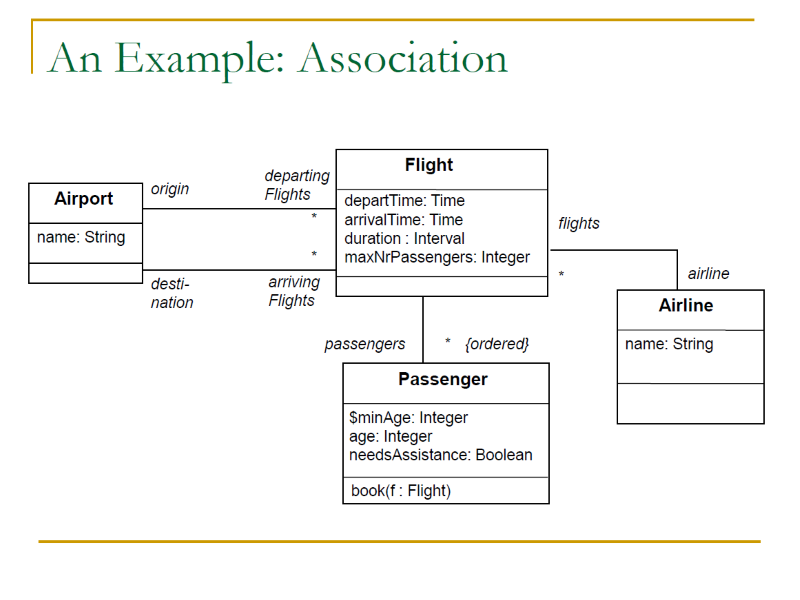 An Example: Association
Flight
departTime: Time
arrivalTime: Time
duration : Interval
maxNrPassengers: Integer
Airport
name: String
origin
departing
Flights
*
*
desti-
nation
arriving
Flights
flights
*
airline
Airline
name: String
passengers
* {ordered}
Passenger
$minAge: Integer
age: Integer
needsAssistance: Boolean
book(f : Flight)